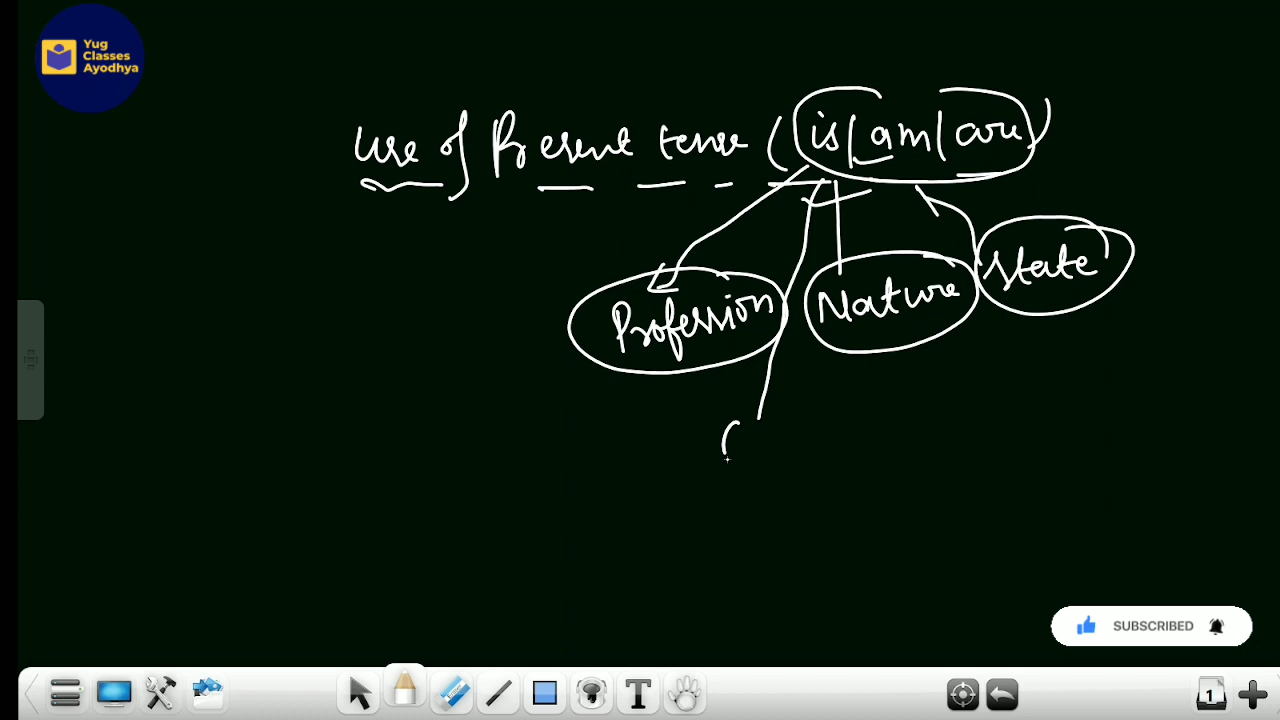 Yug
Classes
Ayodhya
Use of Present tense (is/am/are)
Profession
Nature
State
SUBSCRIBED
T
1